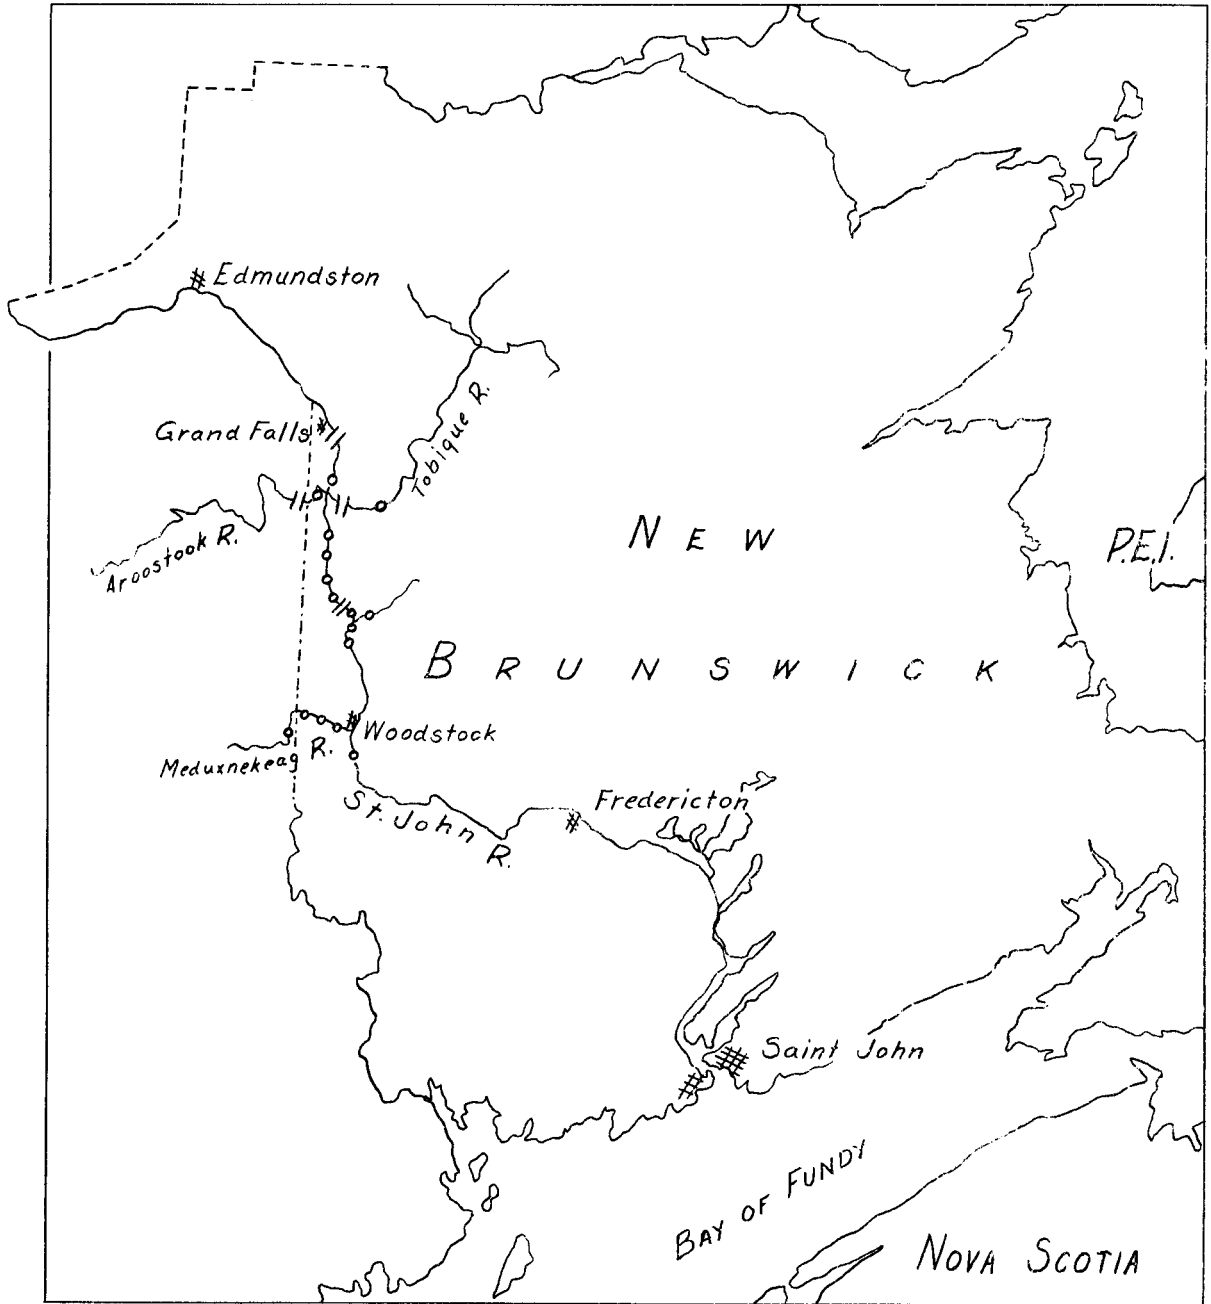 Edmundston
Grand Falls
Tobique R.
Aroostook R.
NEW
P.E.I.
BRUNSWICK
Woodstock
Meduxnekeag R.
St. John R.
Fredericton
Saint John
BAY OF FUNDY
NOVA SCOTIA